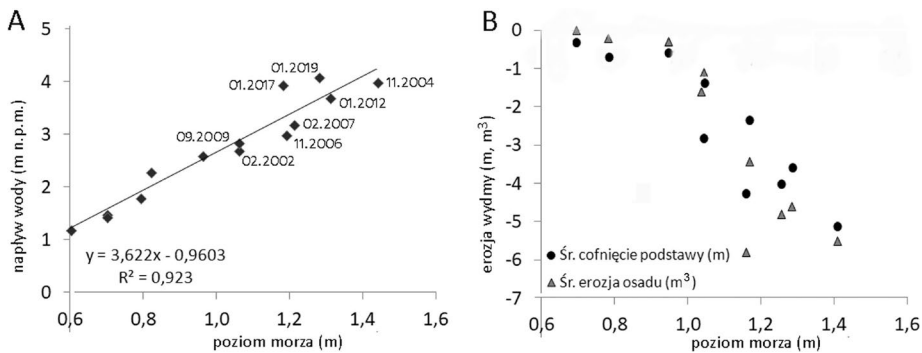 A
napływ wody (m n.p.m.)
5
4
3
2
1
0
01.2019
01.2017
11.2004
01.2012
09.2009
02.2007
11.2006
02.2002
y = 3,622x - 0,9603
R² = 0,923
0,6 0,8 1,0 1,2 1,4 1,6
poziom morza (m)
B
erozja wydmy (m, m³)
-0
-1
-2
-3
-4
-5
-6
-7
Śr. cofnięcie podstawy (m)
Śr. erozja osadu (m³)
0,6 0,8 1,0 1,2 1,4 1,6
poziom morza (m)